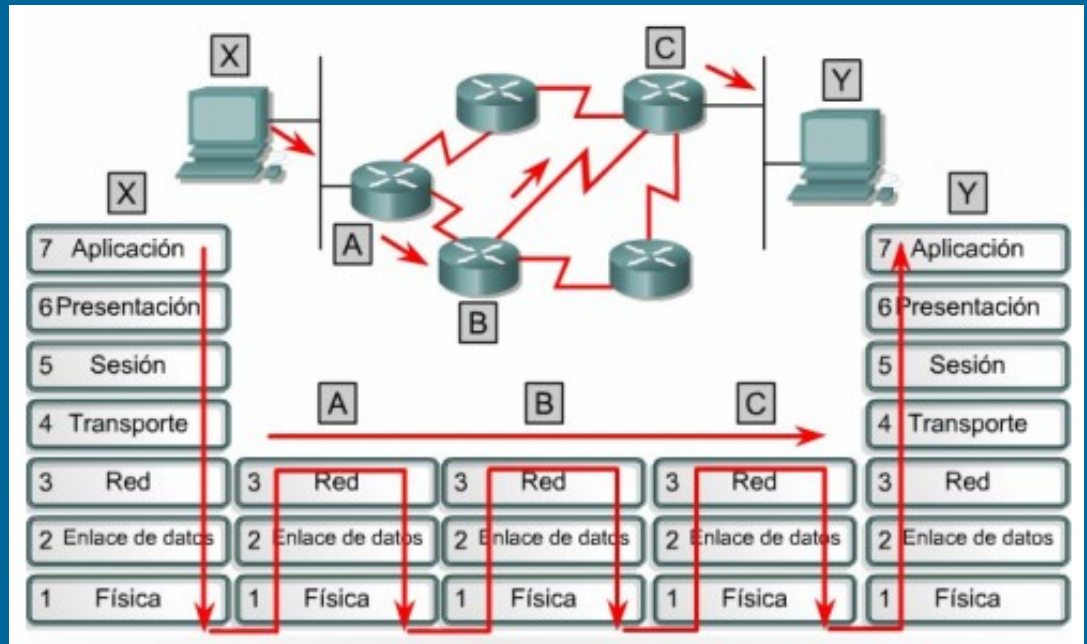 X
C
Y
A
B
X
7 Aplicación
6 Presentación
5 Sesión
4 Transporte
3 Red
2 Enlace de datos
1 Física
A
3 Red
2 Enlace de datos
1 Física
B
3 Red
2 Enlace de datos
1 Física
C
3 Red
2 Enlace de datos
1 Física
Y
7 Aplicación
6 Presentación
5 Sesión
4 Transporte
3 Red
2 Enlace de datos
1 Física